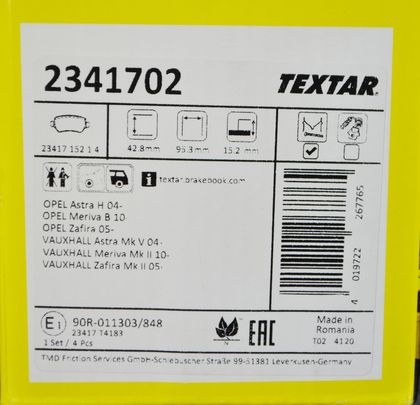 2341702
TEXTAR
23417 152 1 4
42.8mm
95.3mm
15.2 mm
textar.brakebook.com
OPEL Astra H 04-
OPEL Meriva B 10-
OPEL Zafira 05-
VAUXHALL Astra Mk V 04-
VAUXHALL Meriva Mk II 10-
VAUXHALL Zafira Mk II 05-
4 019722 267765
E1
90R-011303/848
23417 T4183
1 Set / 4 Pcs
N
EAC
Made in
Romania
T02 4120
TMD Friction Services GmbH-Schlebuscher Straße 99-51381 Leverkusen-Germany